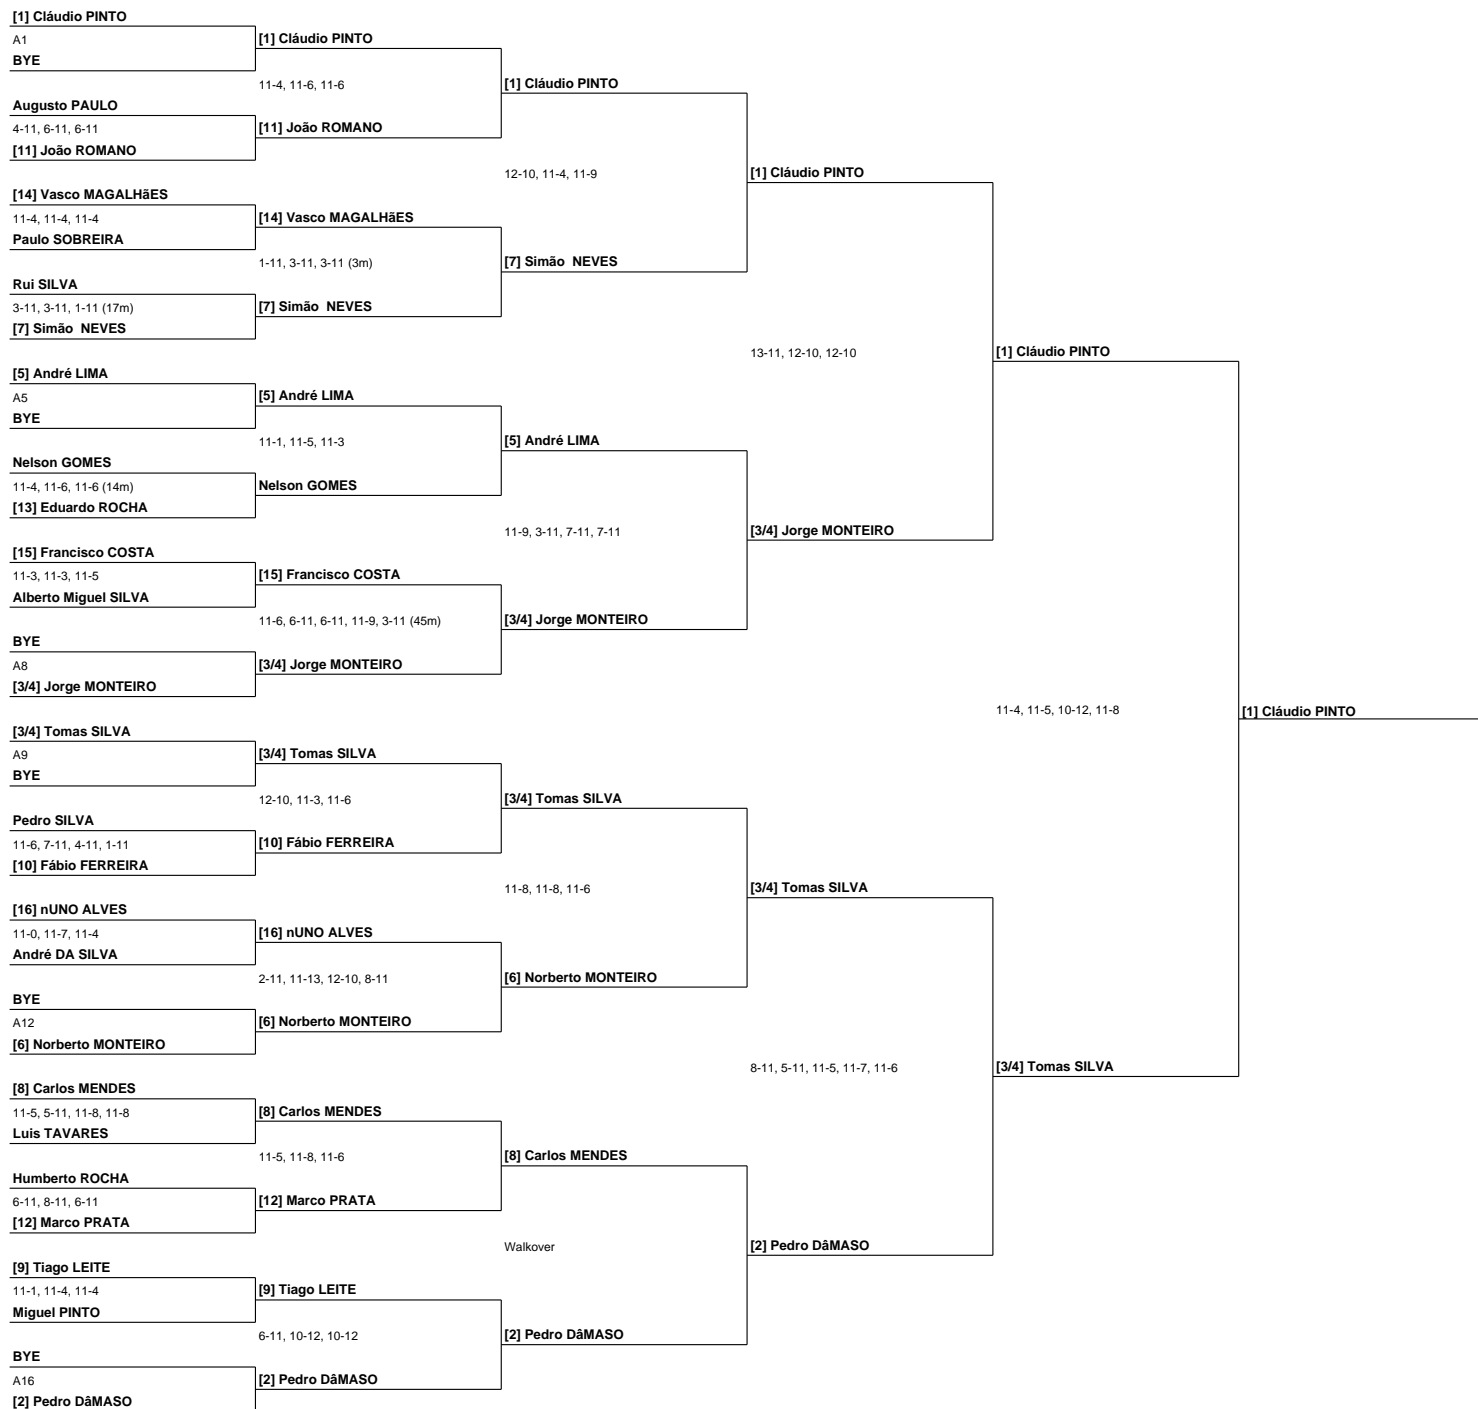 [1] Cláudio PINTO
A1
BYE
Augusto PAULO
4-11, 6-11, 6-11
[11] João ROMANO
[14] Vasco MAGALHãES
11-4, 11-4, 11-4
Paulo SOBREIRA
Rui SILVA
3-11, 3-11, 1-11 (17m)
[7] Simão  NEVES
[5] André LIMA
A5
BYE
Nelson GOMES
11-4, 11-6, 11-6 (14m)
[13] Eduardo ROCHA
[15] Francisco COSTA
11-3, 11-3, 11-5
Alberto Miguel SILVA
BYE
A8
[3/4] Jorge MONTEIRO
[3/4] Tomas SILVA
A9
BYE
Pedro SILVA
11-6, 7-11, 4-11, 1-11
[10] Fábio FERREIRA
[16] nUNO ALVES
11-0, 11-7, 11-4
André DA SILVA
BYE
A12
[6] Norberto MONTEIRO
[8] Carlos MENDES
11-5, 5-11, 11-8, 11-8
Luis TAVARES
Humberto ROCHA
6-11, 8-11, 6-11
[12] Marco PRATA
[9] Tiago LEITE
11-1, 11-4, 11-4
Miguel PINTO
BYE
A16
[2] Pedro DâMASO
[1] Cláudio PINTO
11-4, 11-6, 11-6
[11] João ROMANO
[14] Vasco MAGALHãES
1-11, 3-11, 3-11 (3m)
[7] Simão  NEVES
[5] André LIMA
11-1, 11-5, 11-3
Nelson GOMES
[15] Francisco COSTA
11-6, 6-11, 6-11, 11-9, 3-11 (45m)
[3/4] Jorge MONTEIRO
[3/4] Tomas SILVA
12-10, 11-3, 11-6
[10] Fábio FERREIRA
[16] nUNO ALVES
2-11, 11-13, 12-10, 8-11
[6] Norberto MONTEIRO
[8] Carlos MENDES
11-5, 11-8, 11-6
[12] Marco PRATA
[9] Tiago LEITE
6-11, 10-12, 10-12
[2] Pedro DâMASO
[1] Cláudio PINTO
12-10, 11-4, 11-9
[7] Simão  NEVES
[5] André LIMA
11-9, 3-11, 7-11, 7-11
[3/4] Jorge MONTEIRO
[3/4] Tomas SILVA
11-8, 11-8, 11-6
[6] Norberto MONTEIRO
[8] Carlos MENDES
Walkover
[2] Pedro DâMASO
[1] Cláudio PINTO
13-11, 12-10, 12-10
[3/4] Jorge MONTEIRO
[3/4] Tomas SILVA
8-11, 5-11, 11-5, 11-7, 11-6
[2] Pedro DâMASO
[1] Cláudio PINTO
11-4, 11-5, 10-12, 11-8
[3/4] Tomas SILVA
[1] Cláudio PINTO